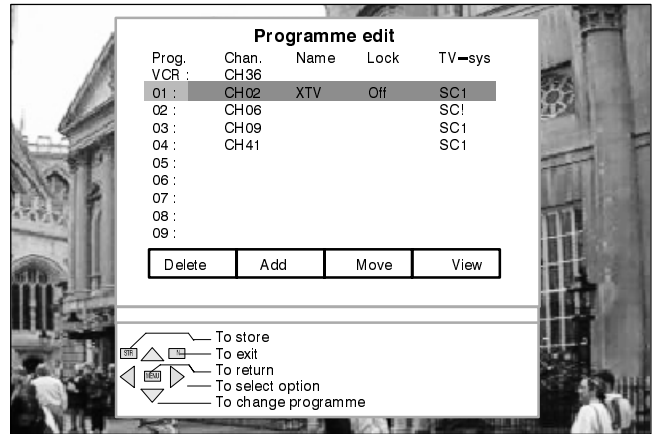 Programme edit
Prog. Chan. Name Lock TV–sys
VCR : CH36
01 : CH02 XTV Off SC1
02 : CH06 SC!
03 : CH09 SC1
04 : CH41 SC1
05 :
06 :
07 :
08 :
09 :
Delete Add Move View
To store
STR To exit
To return
MENU To select option
To change programme